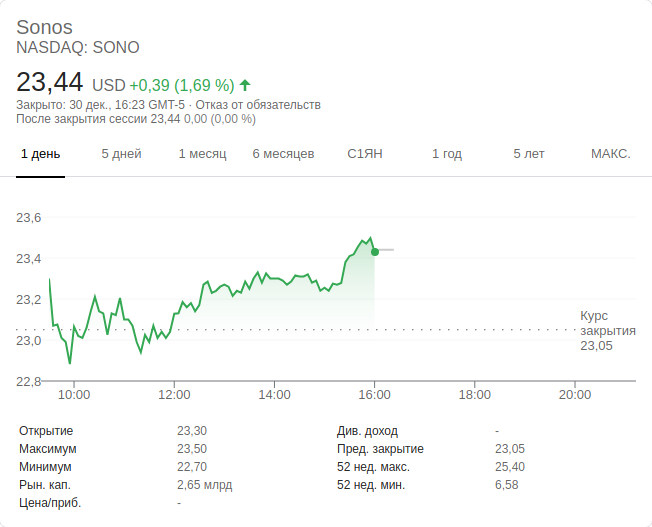 Sonos
NASDAQ: SONO
23,44 USD +0,39 (1,69 %)
Закрыто: 30 дек., 16:23 GMT-5 · Отказ от обязательств
После закрытия сессии 23,44 0,00 (0,00 %)
1 день 5 дней 1 месяц 6 месяцев С1ЯН 1 год 5 лет МАКС.
23,6
23,4
23,2
23,0
22,8
Курс
закрытия
23,05
10:00 12:00 14:00 16:00 18:00 20:00
Открытие 23,30 Див. доход -
Максимум 23,50 Пред. закрытие 23,05
Минимум 22,70 52 нед. макс. 25,40
Рын. кап. 2,65 млрд 52 нед. мин. 6,58
Цена/приб. -